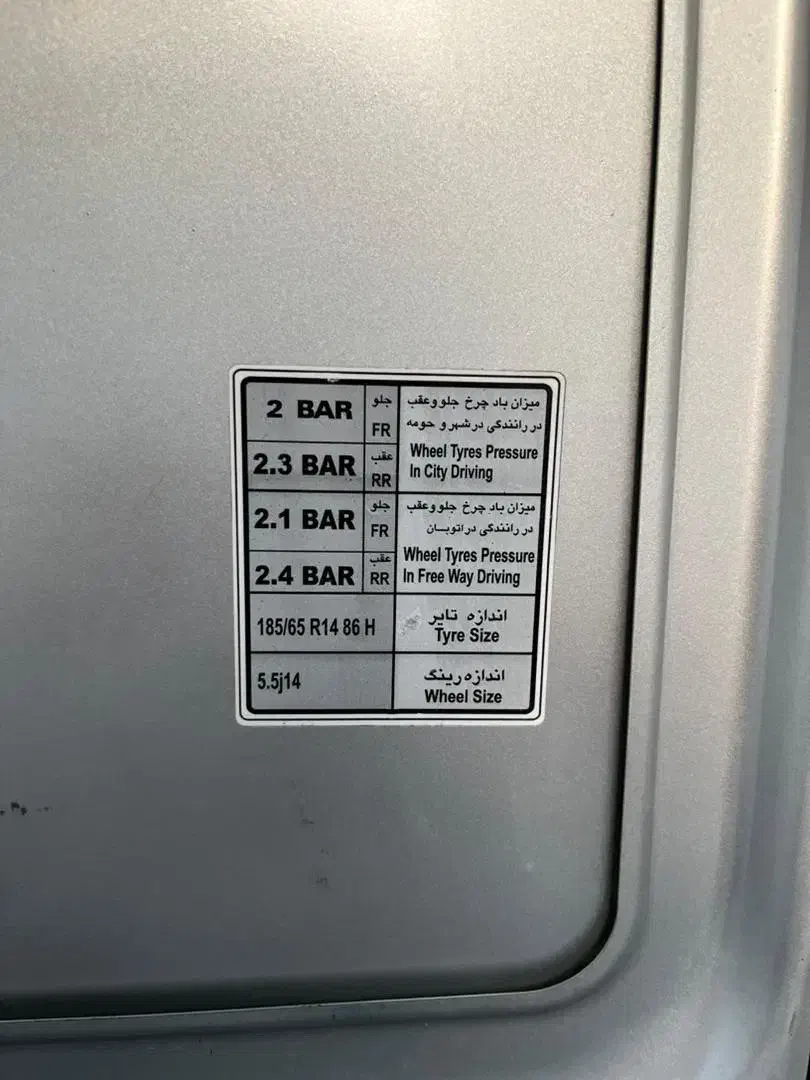 2 BAR
جلو
FR
میزان باد چرخ جلو و عقب
در رانندگی در شهر و حومه
Wheel Tyres Pressure
In City Driving
2.3 BAR
عقب
RR
2.1 BAR
جلو
FR
میزان باد چرخ جلو و عقب
در رانندگی در اتوبان
Wheel Tyres Pressure
In Free Way Driving
2.4 BAR
عقب
RR
185/65 R14 86 H
اندازه تایر
Tyre Size
5.5j14
اندازه رینگ
Wheel Size